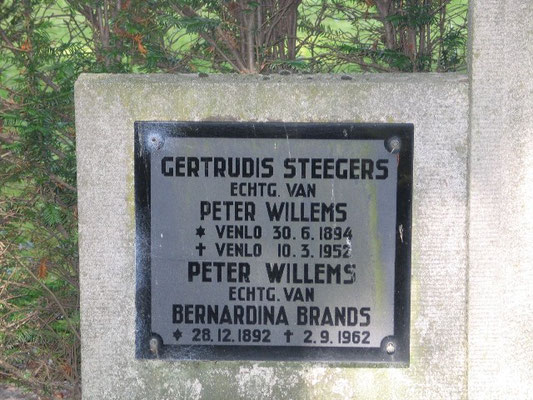 GERTRUDIS STEEGERS
ECHTG. VAN
PETER WILLEMS
* VENLO 30.6.1894
✝ VENLO 10.3.1952
PETER WILLEMS
ECHTG. VAN
BERNARDINA BRANDS
* 28.12.1892 ✝ 2.9.1962